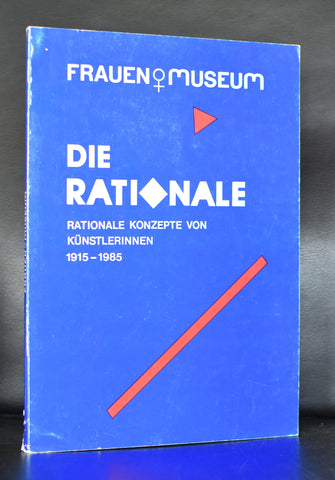 FRAUEN♀MUSEUM
DIE
RATIONALE
RATIONALE KONZEPTE VON
KÜNSTLERINNEN
1915–1985